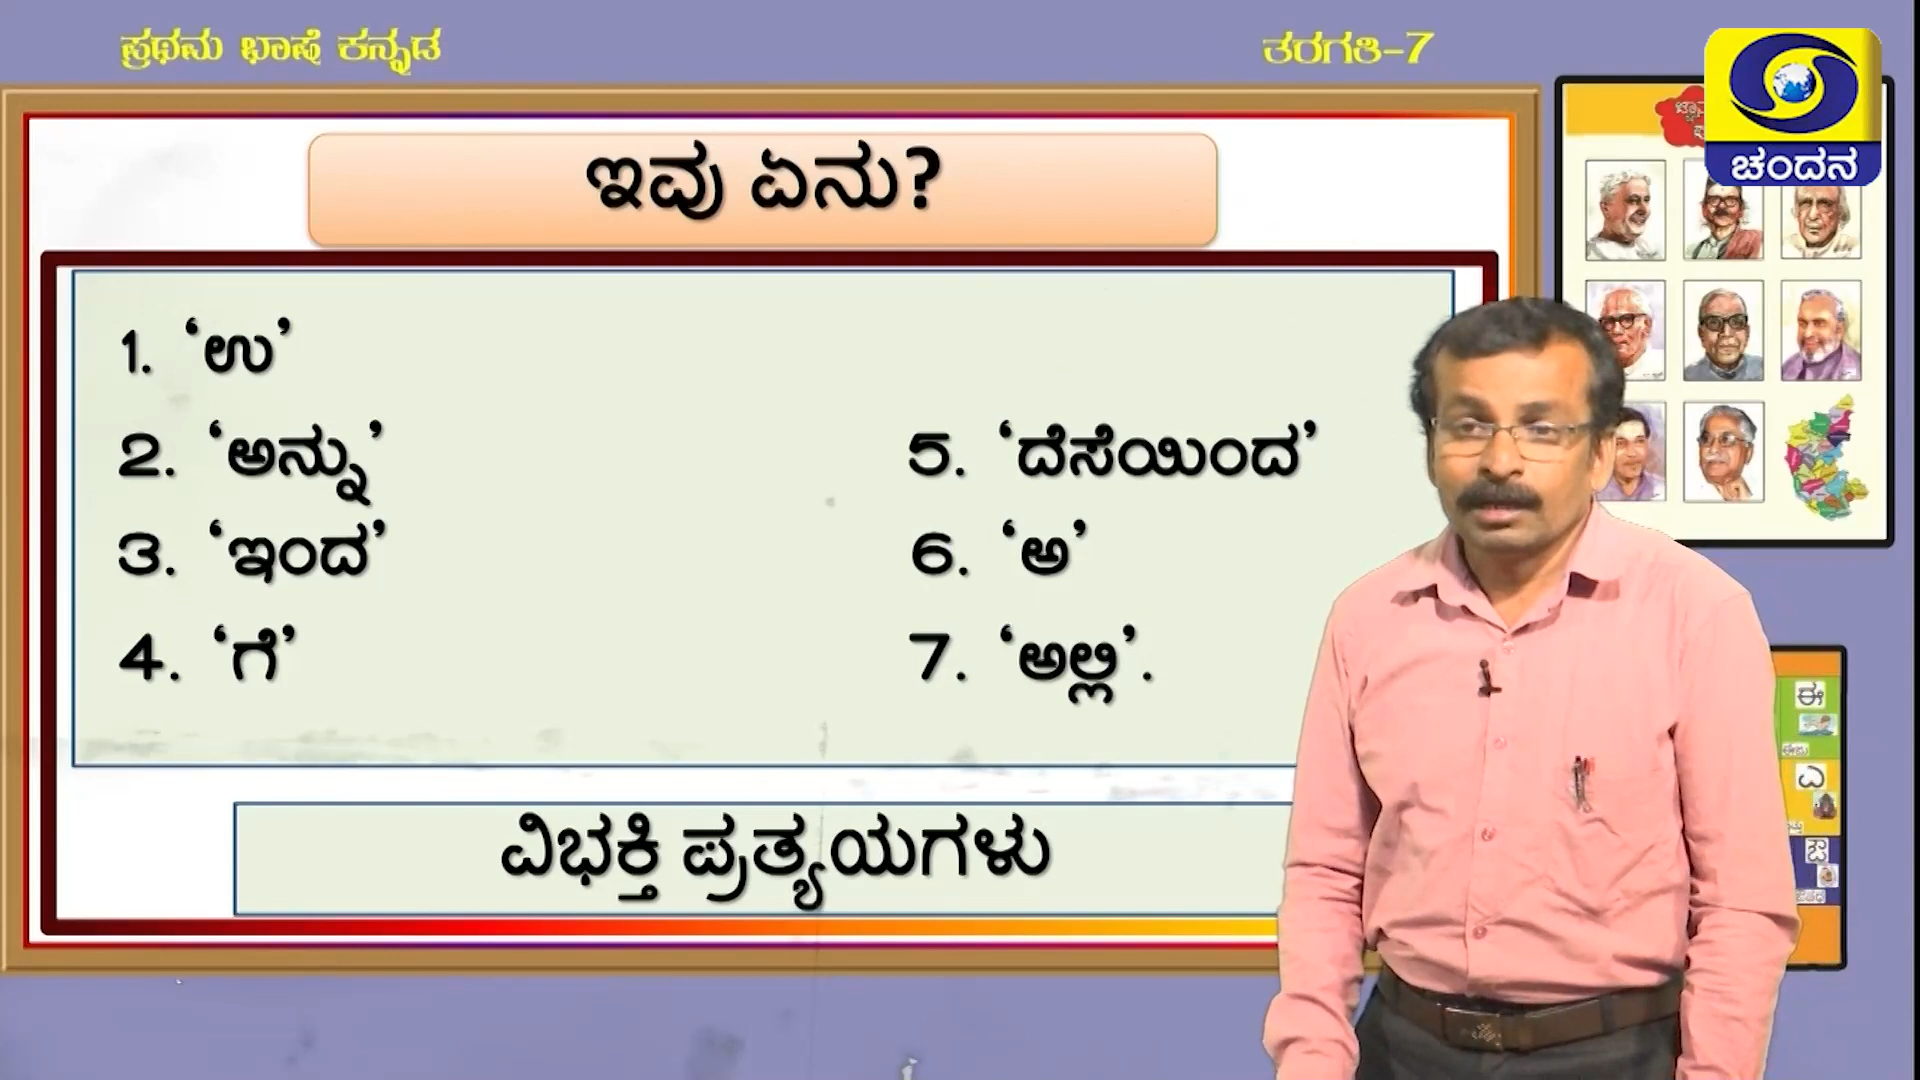 ಪ್ರಥಮ ಭಾಷೆ ಕನ್ನಡ
ತರಗತಿ-7
ಚಂದನ
ಇವು ಏನು?
1. ‘ಉ’
2. ‘ಅನ್ನು’
3. ‘ಇಂದ’
4. ‘ಗೆ’
5. ‘ದೆಸೆಯಿಂದ’
6. ‘ಅ’
7. ‘ಅಲ್ಲಿ’.
ವಿಭಕ್ತಿ ಪ್ರತ್ಯಯಗಳು
ಈ
ಎ
ಔ